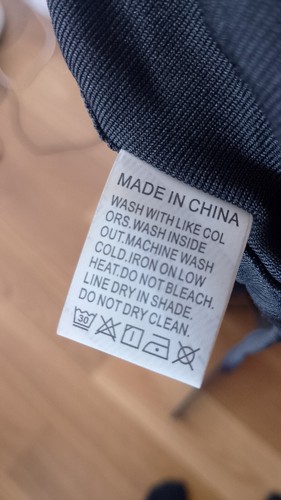 MADE IN CHINA
WASH WITH LIKE COL
ORS.WASH INSIDE
OUT.MACHINE WASH
COLD.IRON ON LOW
HEAT.DO NOT BLEACH.
LINE DRY IN SHADE.
DO NOT DRY CLEAN.
30